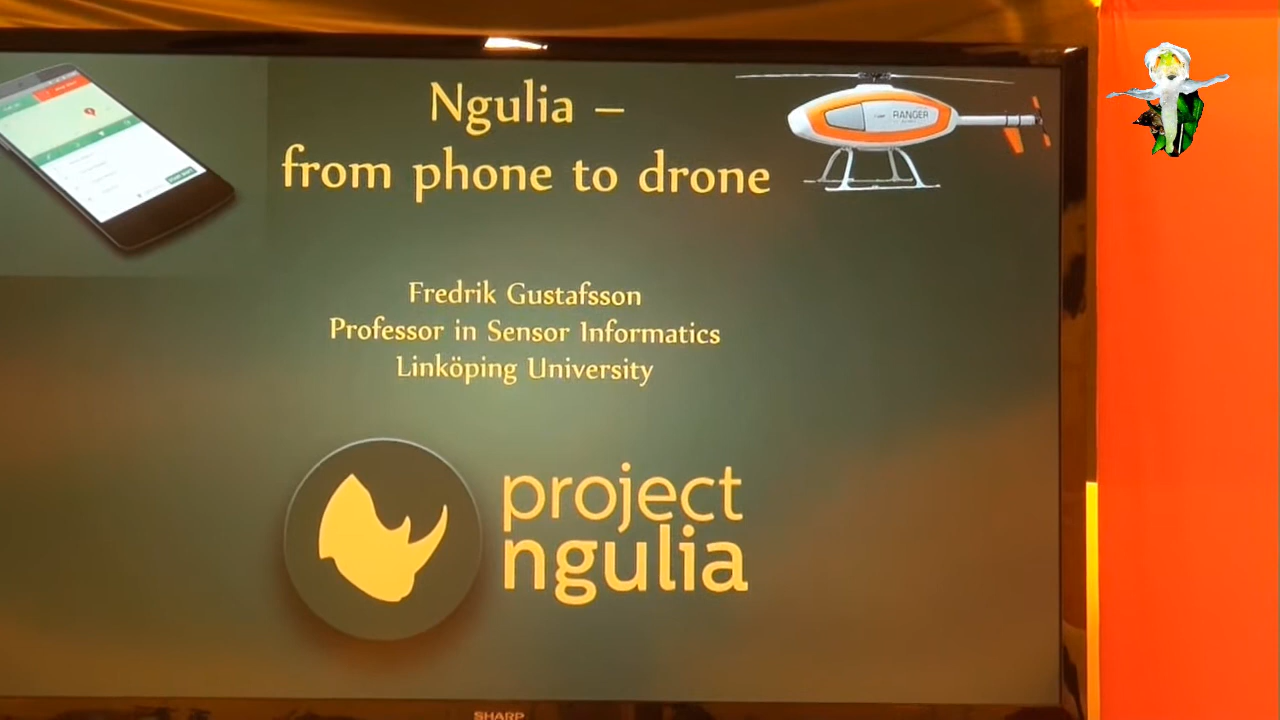 Ngulia –
from phone to drone
RANGER
Fredrik Gustafsson
Professor in Sensor Informatics
Linköping University
project
ngulia
SHARP